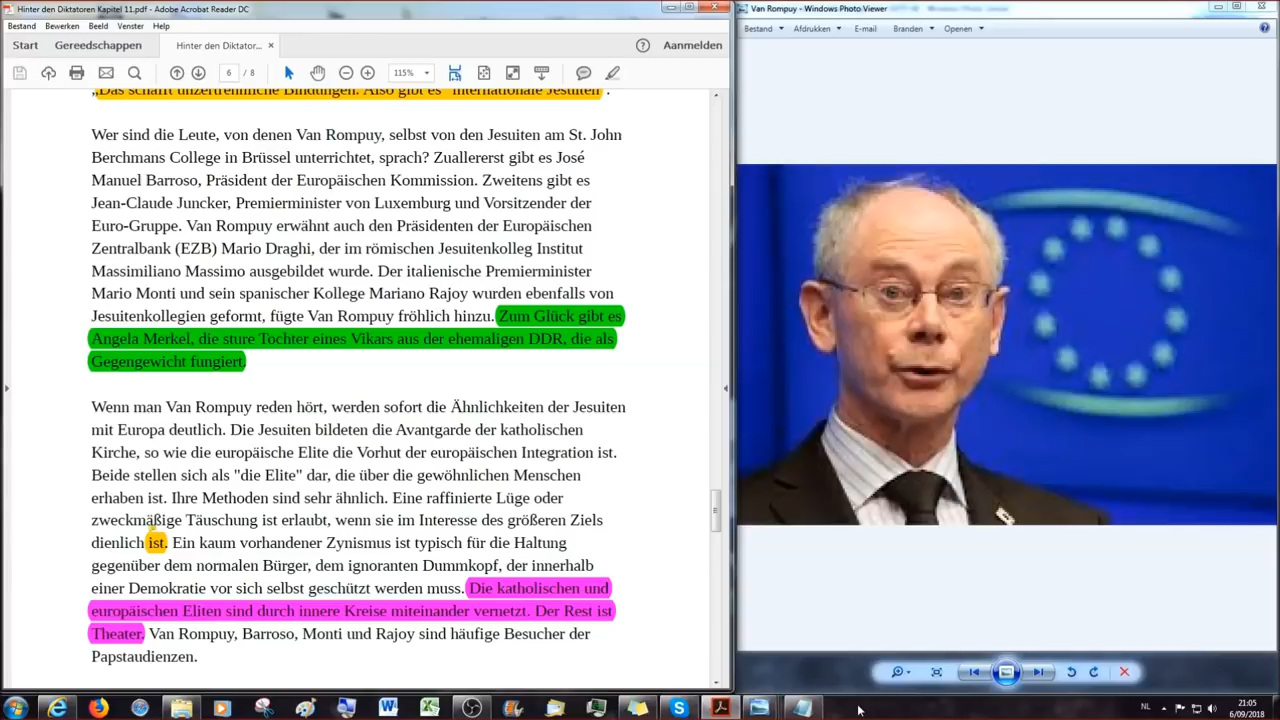 Hinter den Diktatoren Kapitel 11.pdf - Adobe Acrobat Reader DC
Bestand Bewerken Beeld Venster Help
Start Gereedschappen Hinter den Diktator... × Aanmelden
6 / 8 115%
„Das schafft unzertrennliche Bindungen. Also gibt es "internationale Jesuiten".
Wer sind die Leute, von denen Van Rompuy, selbst von den Jesuiten am St. John
Berchmans College in Brüssel unterrichtet, sprach? Zuallererst gibt es José
Manuel Barroso, Präsident der Europäischen Kommission. Zweitens gibt es
Jean-Claude Juncker, Premierminister von Luxemburg und Vorsitzender der
Euro-Gruppe. Van Rompuy erwähnt auch den Präsidenten der Europäischen
Zentralbank (EZB) Mario Draghi, der im römischen Jesuitenkolleg Institut
Massimiliano Massimo ausgebildet wurde. Der italienische Premierminister
Mario Monti und sein spanischer Kollege Mariano Rajoy wurden ebenfalls von
Jesuitenkollegien geformt, fügte Van Rompuy fröhlich hinzu. Zum Glück gibt es
Angela Merkel, die sture Tochter eines Vikars aus der ehemaligen DDR, die als
Gegengewicht fungiert.
Wenn man Van Rompuy reden hört, werden sofort die Ähnlichkeiten der Jesuiten
mit Europa deutlich. Die Jesuiten bildeten die Avantgarde der katholischen
Kirche, so wie die europäische Elite die Vorhut der europäischen Integration ist.
Beide stellen sich als "die Elite" dar, die über die gewöhnlichen Menschen
erhaben ist. Ihre Methoden sind sehr ähnlich. Eine raffinierte Lüge oder
zweckmäßige Täuschung ist erlaubt, wenn sie im Interesse des größeren Ziels
dienlich ist. Ein kaum vorhandener Zynismus ist typisch für die Haltung
gegenüber dem normalen Bürger, dem ignoranten Dummkopf, der innerhalb
einer Demokratie vor sich selbst geschützt werden muss. Die katholischen und
europäischen Eliten sind durch innere Kreise miteinander vernetzt. Der Rest ist
Theater. Van Rompuy, Barroso, Monti und Rajoy sind häufige Besucher der
Papstaudienzen.
Van Rompuy - Windows Photo Viewer
Bestand Afdrukken E-mail Branden Openen
NL 21:05
6/09/2018